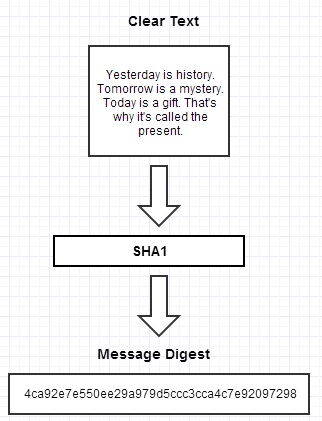 Clear Text
Yesterday is history.
Tomorrow is a mystery.
Today is a gift. That's
why it's called the
present.
SHA1
Message Digest
4ca92e7e550ee29a979d5ccc3cca4c7e92097298